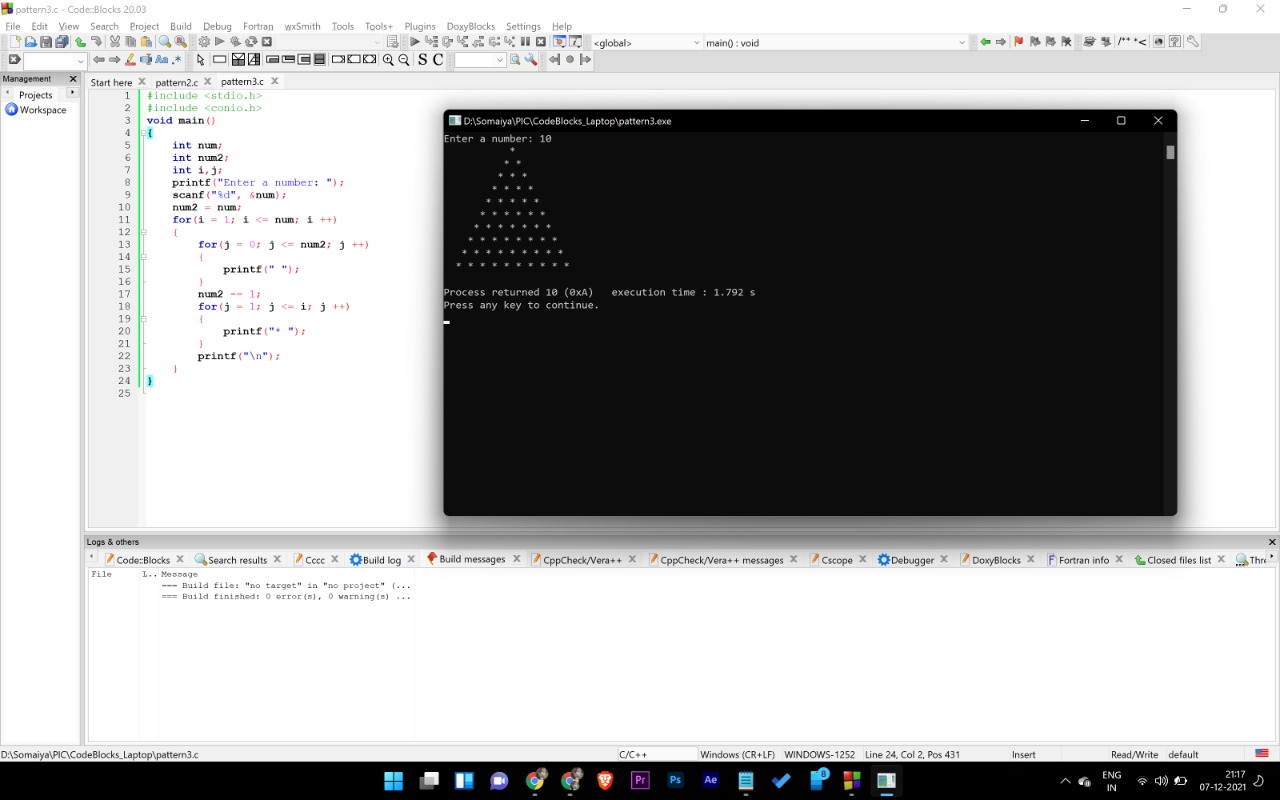 pattern3.c - Code::Blocks 20.03
File Edit View Search Project Build Debug Fortran wxSmith Tools Tools+ Plugins DoxyBlocks Settings Help
<global> main() : void /** *<
Aa .* S C
Management
Projects
Workspace
Start here pattern2.c pattern3.c
1 #include <stdio.h>
2 #include <conio.h>
3 void main()
4 {
5 int num;
6 int num2;
7 int i,j;
8 printf("Enter a number: ");
9 scanf("%d", &num);
10 num2 = num;
11 for(i = 1; i <= num; i ++)
12 {
13 for(j = 0; j <= num2; j ++)
14 {
15 printf(" ");
16 }
17 num2 -= 1;
18 for(j = 1; j <= i; j ++)
19 {
20 printf("* ");
21 }
22 printf("\n");
23 }
24 }
25
D:\Somaiya\PIC\CodeBlocks_Laptop\pattern3.exe
Enter a number: 10
*
* *
* * *
* * * *
* * * * *
* * * * * *
* * * * * * *
* * * * * * * *
* * * * * * * * *
* * * * * * * * * *
Process returned 10 (0xA) execution time : 1.792 s
Press any key to continue.
Logs & others
Code::Blocks Search results Cccc Build log Build messages CppCheck/Vera++ CppCheck/Vera++ messages Cscope Debugger DoxyBlocks Fortran info Closed files list Thre
File L.. Message
=== Build file: "no target" in "no project" (...
=== Build finished: 0 error(s), 0 warning(s) ...
D:\Somaiya\PIC\CodeBlocks_Laptop\pattern3.c C/C++ Windows (CR+LF) WINDOWS-1252 Line 24, Col 2, Pos 431 Insert Read/Write default
Pr Ps Ae 8 ENG IN 21:17 07-12-2021